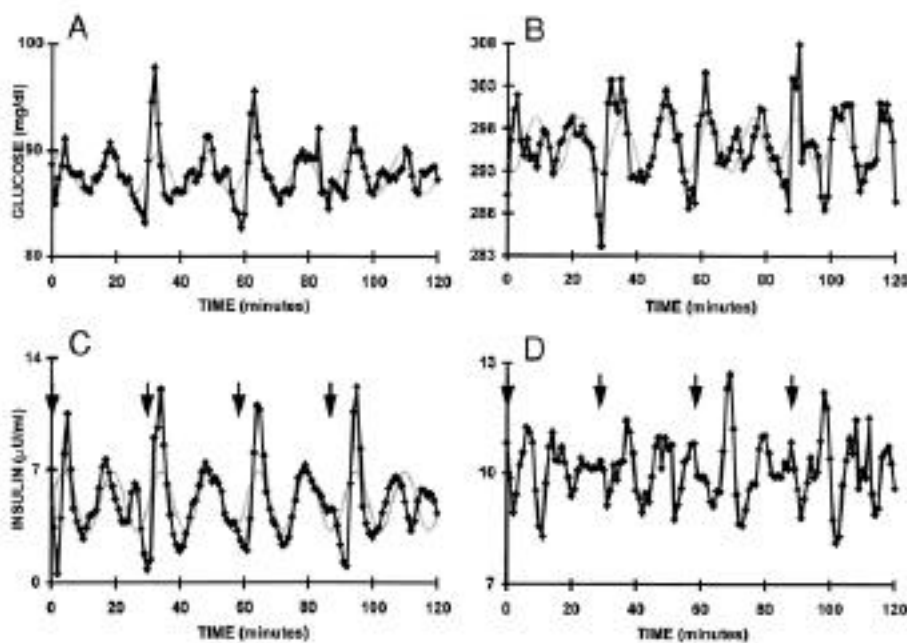 A
B
GLUCOSE (mg/dl)
100
90
80
0 20 40 60 80 100 120
TIME (minutes)
308
303
298
293
288
283
0 20 40 60 80 100 120
TIME (minutes)
C
D
INSULIN (μU/ml)
14
7
0
0 20 40 60 80 100 120
TIME (minutes)
13
10
7
0 20 40 60 80 100 120
TIME (minutes)